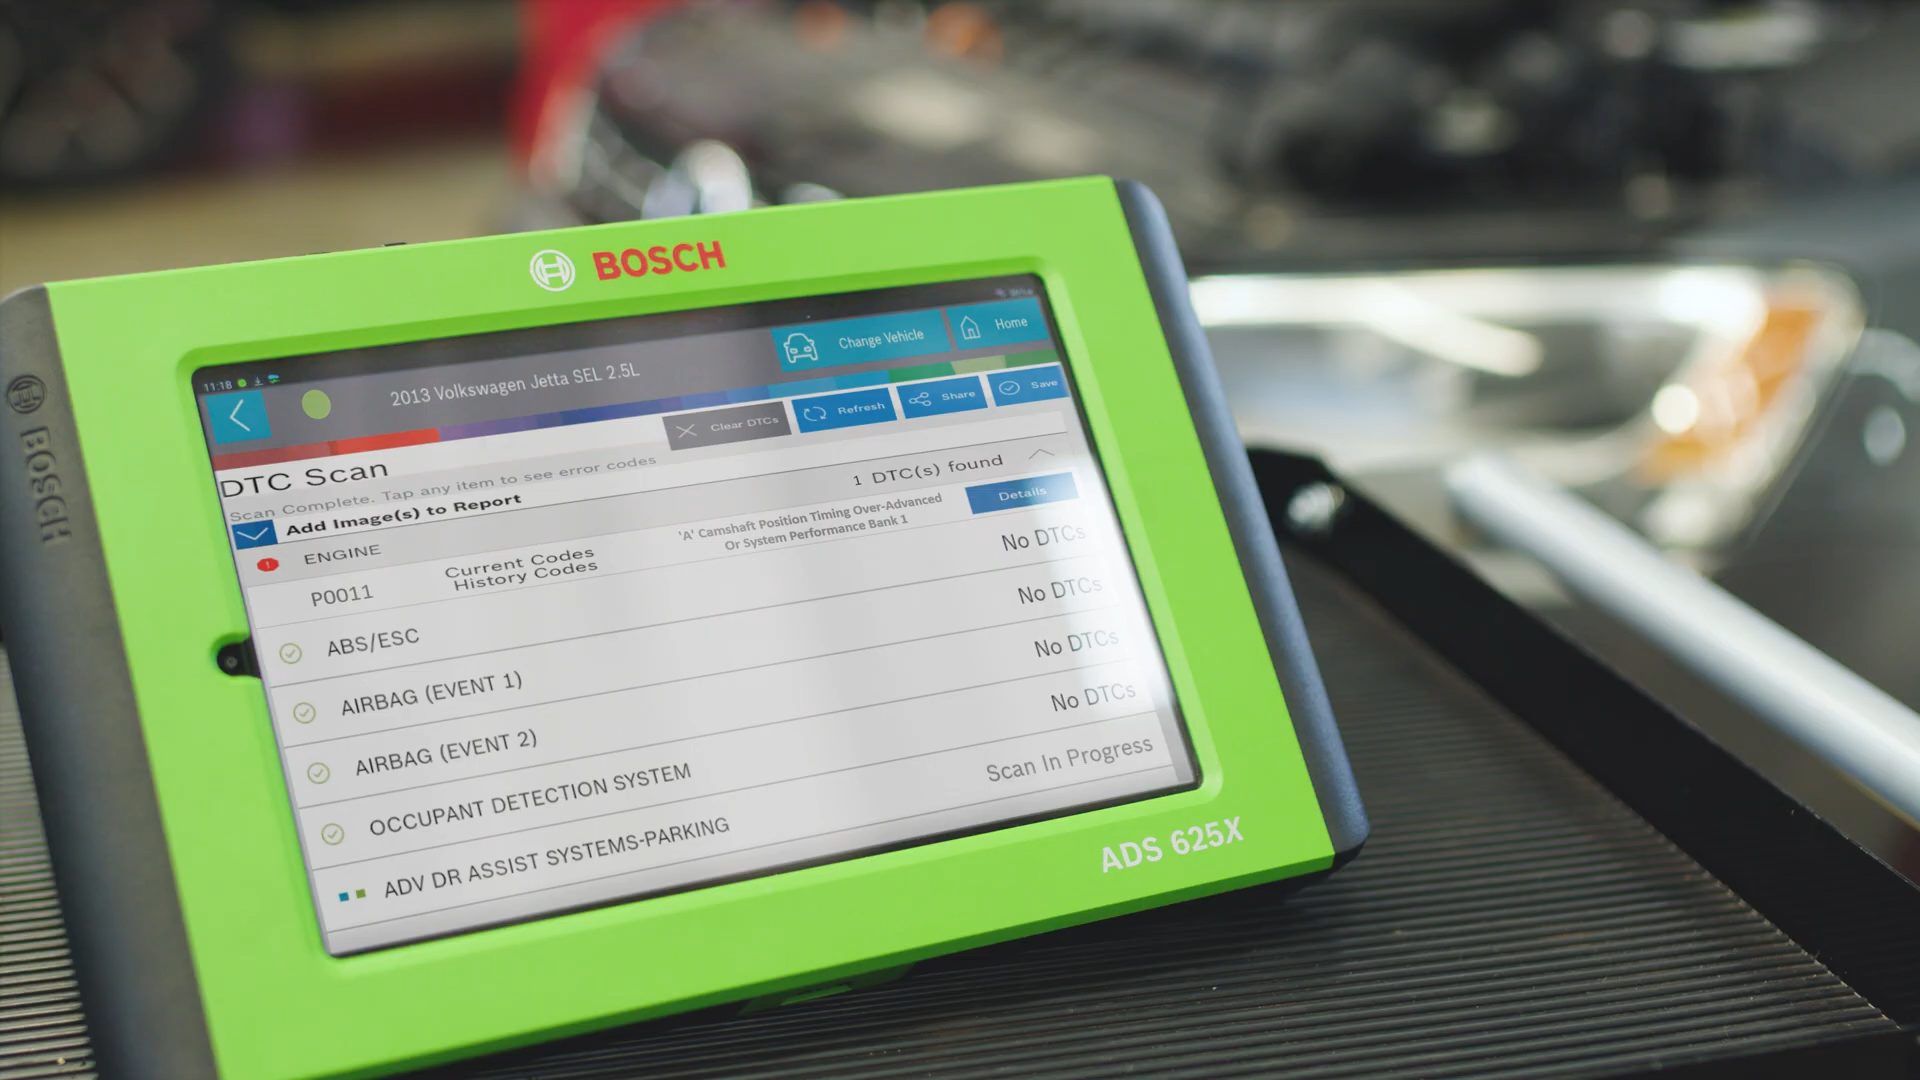 BOSCH
BOSCH
11:18
2013 Volkswagen Jetta SEL 2.5L
Change Vehicle
Home
Clear DTCs
Refresh
Share
Save
DTC Scan
Scan Complete. Tap any item to see error codes
Add Image(s) to Report
ENGINE
1 DTC(s) found
P0011
Current Codes
History Codes
'A' Camshaft Position Timing Over-Advanced
Or System Performance Bank 1
Details
ABS/ESC
No DTCs
AIRBAG (EVENT 1)
No DTCs
AIRBAG (EVENT 2)
No DTCs
OCCUPANT DETECTION SYSTEM
No DTCs
ADV DR ASSIST SYSTEMS-PARKING
Scan In Progress
ADS 625X